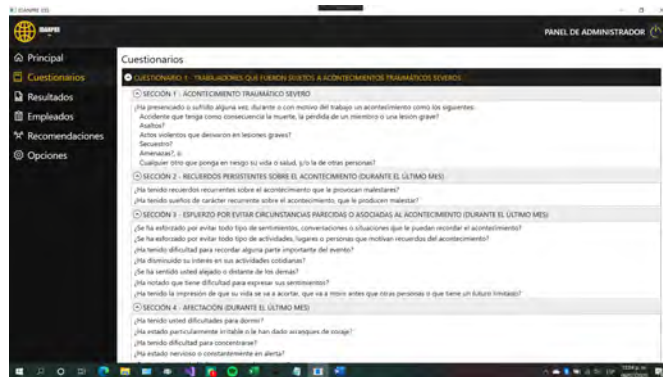 PANEL DE ADMINISTRADOR
Principal
Cuestionarios
Resultados
Empleados
Recomendaciones
Opciones
Cuestionarios
CUESTIONARIO 1 - TRABAJADORES QUE FUERON SUJETOS A ACONTECIMIENTOS TRAUMÁTICOS SEVEROS
SECCIÓN 1 - ACONTECIMIENTO TRAUMÁTICO SEVERO
¿Ha presenciado o sufrido alguna vez, durante o con motivo del trabajo un acontecimiento como los siguientes:
Accidente que tenga como consecuencia la muerte, la pérdida de un miembro o una lesión grave?
Asaltos?
Actos violentos que derivaron en lesiones graves?
Secuestro?
Amenazas?, o
Cualquier otro que ponga en riesgo su vida o salud, y/o la de otras personas?
SECCIÓN 2 - RECUERDOS PERSISTENTES SOBRE EL ACONTECIMIENTO (DURANTE EL ÚLTIMO MES)
¿Ha tenido recuerdos recurrentes sobre el acontecimiento que le provocan malestares?
¿Ha tenido sueños de carácter recurrente sobre el acontecimiento, que le producen malestar?
SECCIÓN 3 - ESFUERZO POR EVITAR CIRCUNSTANCIAS PARECIDAS O ASOCIADAS AL ACONTECIMIENTO (DURANTE EL ÚLTIMO MES)
¿Se ha esforzado por evitar todo tipo de sentimientos, conversaciones o situaciones que le puedan recordar el acontecimiento?
¿Se ha esforzado por evitar todo tipo de actividades, lugares o personas que motivan recuerdos del acontecimiento?
¿Ha tenido dificultad para recordar alguna parte importante del evento?
¿Ha disminuido su interés en sus actividades cotidianas?
¿Se ha sentido usted alejado o distante de los demás?
¿Ha notado que tiene dificultad para expresar sus sentimientos?
¿Ha tenido la impresión de que su vida se va a acortar, que va a morir antes que otras personas o que tiene un futuro limitado?
SECCIÓN 4 - AFECTACIÓN (DURANTE EL ÚLTIMO MES)
¿Ha tenido usted dificultades para dormir?
¿Ha estado particularmente irritable o le han dado arranques de coraje?
¿Ha tenido dificultad para concentrarse?
¿Ha estado nervioso o constantemente en alerta?